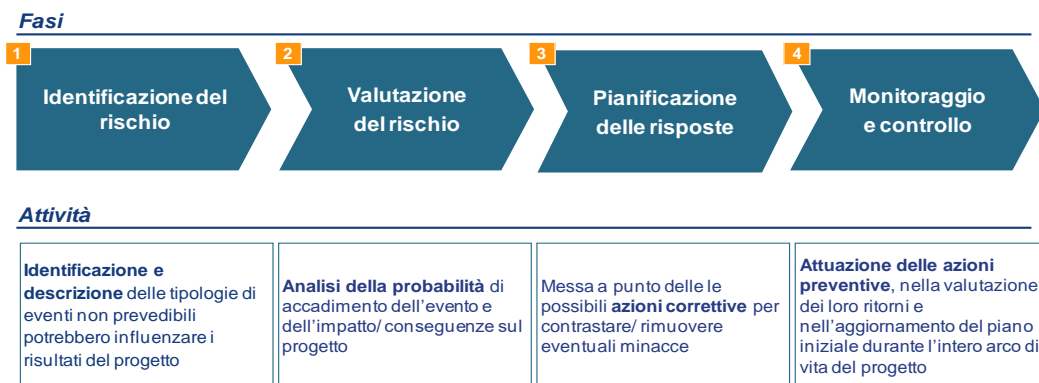 Fasi
1
Identificazione del
rischio
2
Valutazione
del rischio
3
Pianificazione
delle risposte
4
Monitoraggio
e controllo
Attività
Identificazione e
descrizione delle tipologie di
eventi non prevedibili
potrebbero influenzare i
risultati del progetto
Analisi della probabilità di
accadimento dell'evento e
dell'impatto/ conseguenze sul
progetto
Messa a punto delle le
possibili azioni correttive per
contrastare/ rimuovere
eventuali minacce
Attuazione delle azioni
preventive, nella valutazione
dei loro ritorni e
nell'aggiornamento del piano
iniziale durante l'intero arco di
vita del progetto